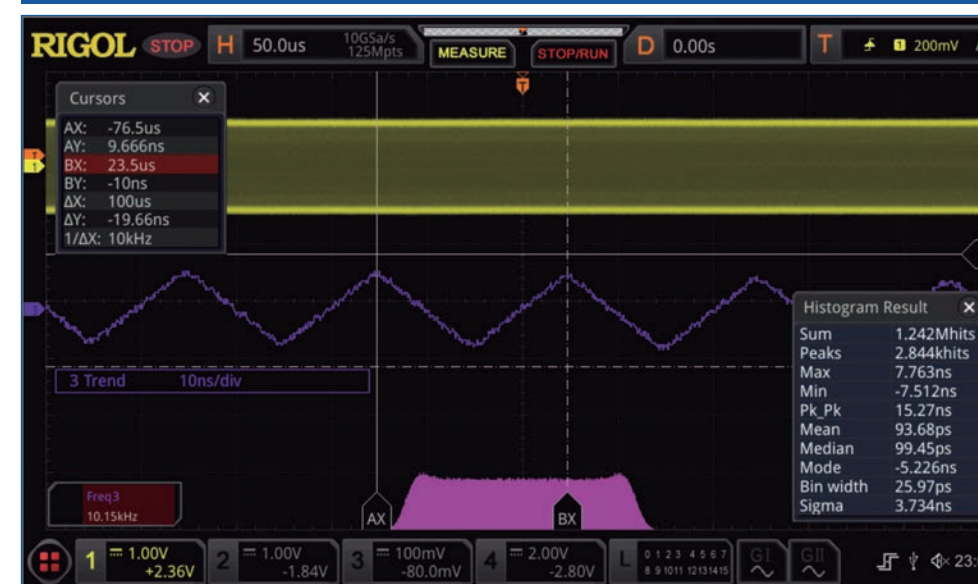 RIGOL STOP H 50.0us 10GSa/s 125Mpts MEASURE STOP/RUN D 0.00s T 1 200mV
T
Cursors
AX: -76.5us
AY: 9.666ns
BX: 23.5us
BY: -10ns
ΔX: 100us
ΔY: -19.66ns
1/ΔX: 10kHz
T
1
3 Trend 10ns/div
Histogram Result
Sum 1.242Mhits
Peaks 2.844khits
Max 7.763ns
Min -7.512ns
Pk_Pk 15.27ns
Mean 93.68ps
Median 99.45ps
Mode -5.226ns
Bin width 25.97ps
Sigma 3.734ns
Freq3
10.15kHz
AX BX
1 1.00V +2.36V 2 1.00V -1.84V 3 100mV -80.0mV 4 2.00V -2.80V L 0 1 2 3 4 5 6 7 8 9 10 11 12 13 14 15 GI GII